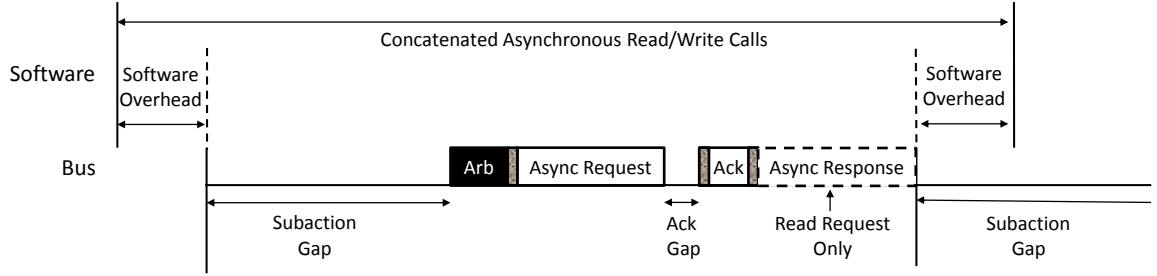 Concatenated Asynchronous Read/Write Calls
Software
Software
Overhead
Software
Overhead
Bus
Arb
Async Request
Ack
Async Response
Subaction
Gap
Ack
Gap
Read Request
Only
Subaction
Gap